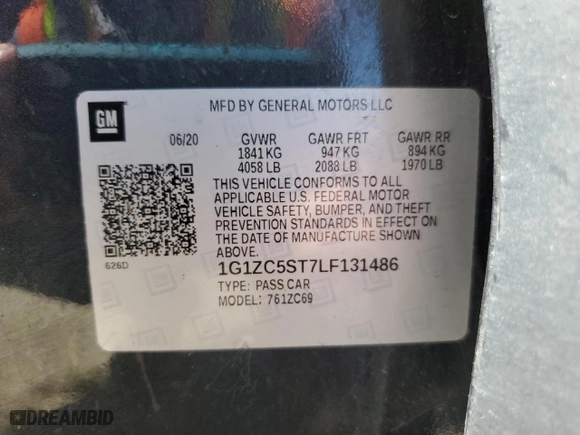 GM
MFD BY GENERAL MOTORS LLC
06/20 GVWR GAWR FRT GAWR RR
1841 KG 947 KG 894 KG
4058 LB 2088 LB 1970 LB
THIS VEHICLE CONFORMS TO ALL
APPLICABLE U.S. FEDERAL MOTOR
VEHICLE SAFETY, BUMPER, AND THEFT
PREVENTION STANDARDS IN EFFECT ON
THE DATE OF MANUFACTURE SHOWN
ABOVE.
626D
1G1ZC5ST7LF131486
TYPE: PASS CAR
MODEL: 761ZC69
DREAMBID